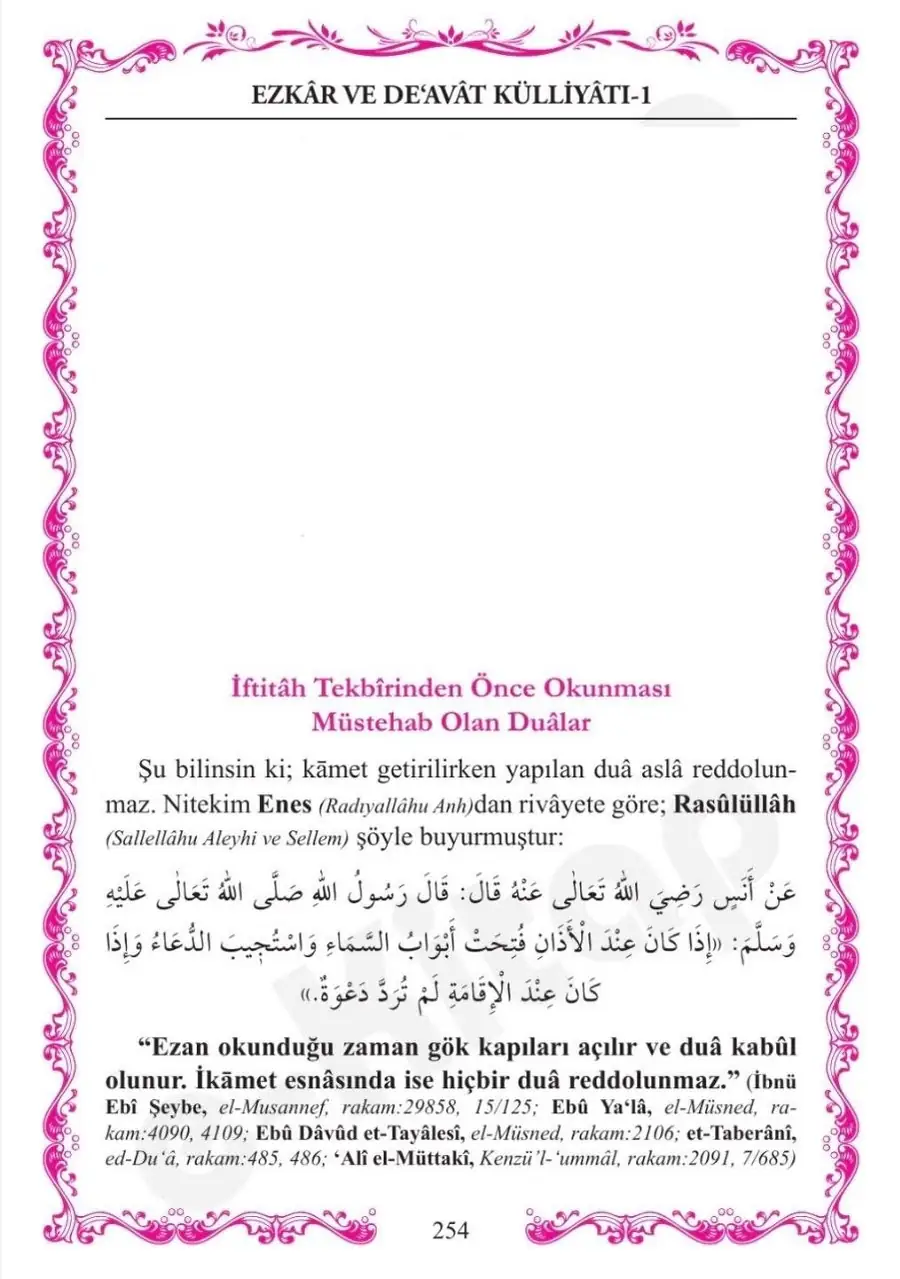 EZKÂR VE DE‘AVÂT KÜLLİYÂTI-1
İftitâh Tekbîrinden Önce Okunması
Müstehab Olan Duâlar
Şu bilinsin ki; kāmet getirilirken yapılan duâ aslâ reddolun-
maz. Nitekim Enes (Radıyallâhu Anh)dan rivâyete göre; Rasûlüllâh
(Sallellâhu Aleyhi ve Sellem) şöyle buyurmuştur:
عَنْ أَنَسٍ رَضِيَ اللهُ تَعَالٰى عَنْهُ قَالَ: قَالَ رَسُولُ اللهِ صَلَّى اللهُ تَعَالٰى عَلَيْهِ
وَسَلَّمَ: «إِذَا كَانَ عِنْدَ الْأَذَانِ فُتِحَتْ أَبْوَابُ السَّمَاءِ وَاسْتُجِيبَ الدُّعَاءُ وَإِذَا
كَانَ عِنْدَ الْإِقَامَةِ لَمْ تُرَدَّ دَعْوَةٌ.»
“Ezan okunduğu zaman gök kapıları açılır ve duâ kabûl
olunur. İkāmet esnâsında ise hiçbir duâ reddolunmaz.” (İbnü
Ebî Şeybe, el-Musannef, rakam:29858, 15/125; Ebû Ya‘lâ, el-Müsned, ra-
kam:4090, 4109; Ebû Dâvûd et-Tayâlesî, el-Müsned, rakam:2106; et-Taberânî,
ed-Du‘â, rakam:485, 486; ‘Alî el-Müttakî, Kenzü’l-‘ummâl, rakam:2091, 7/685)
254